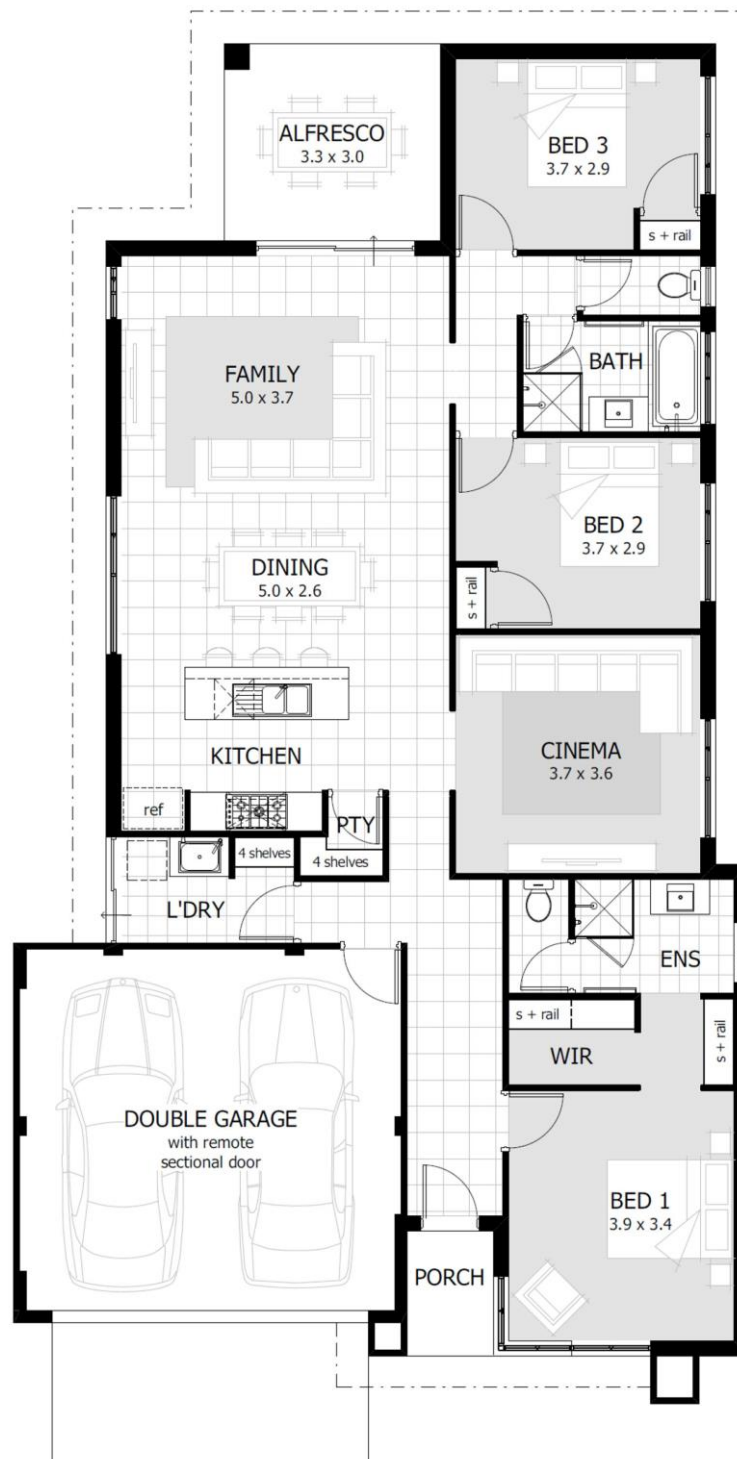 ALFRESCO
3.3 x 3.0
BED 3
3.7 x 2.9
s + rail
FAMILY
5.0 x 3.7
BATH
DINING
5.0 x 2.6
BED 2
3.7 x 2.9
s + rail
KITCHEN
CINEMA
3.7 x 3.6
ref
PTY
4 shelves
4 shelves
L'DRY
ENS
s + rail
WIR
s + rail
DOUBLE GARAGE
with remote
sectional door
BED 1
3.9 x 3.4
PORCH